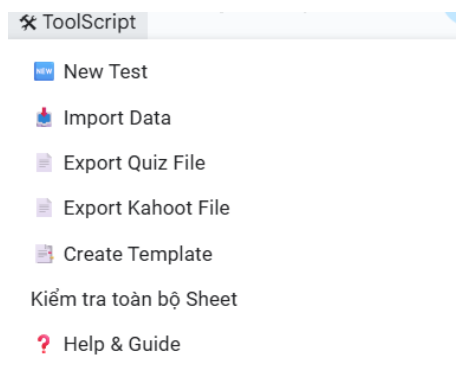 🛠 ToolScript
🆕 New Test
📥 Import Data
📄 Export Quiz File
📄 Export Kahoot File
📑 Create Template
Kiểm tra toàn bộ Sheet
❓ Help & Guide